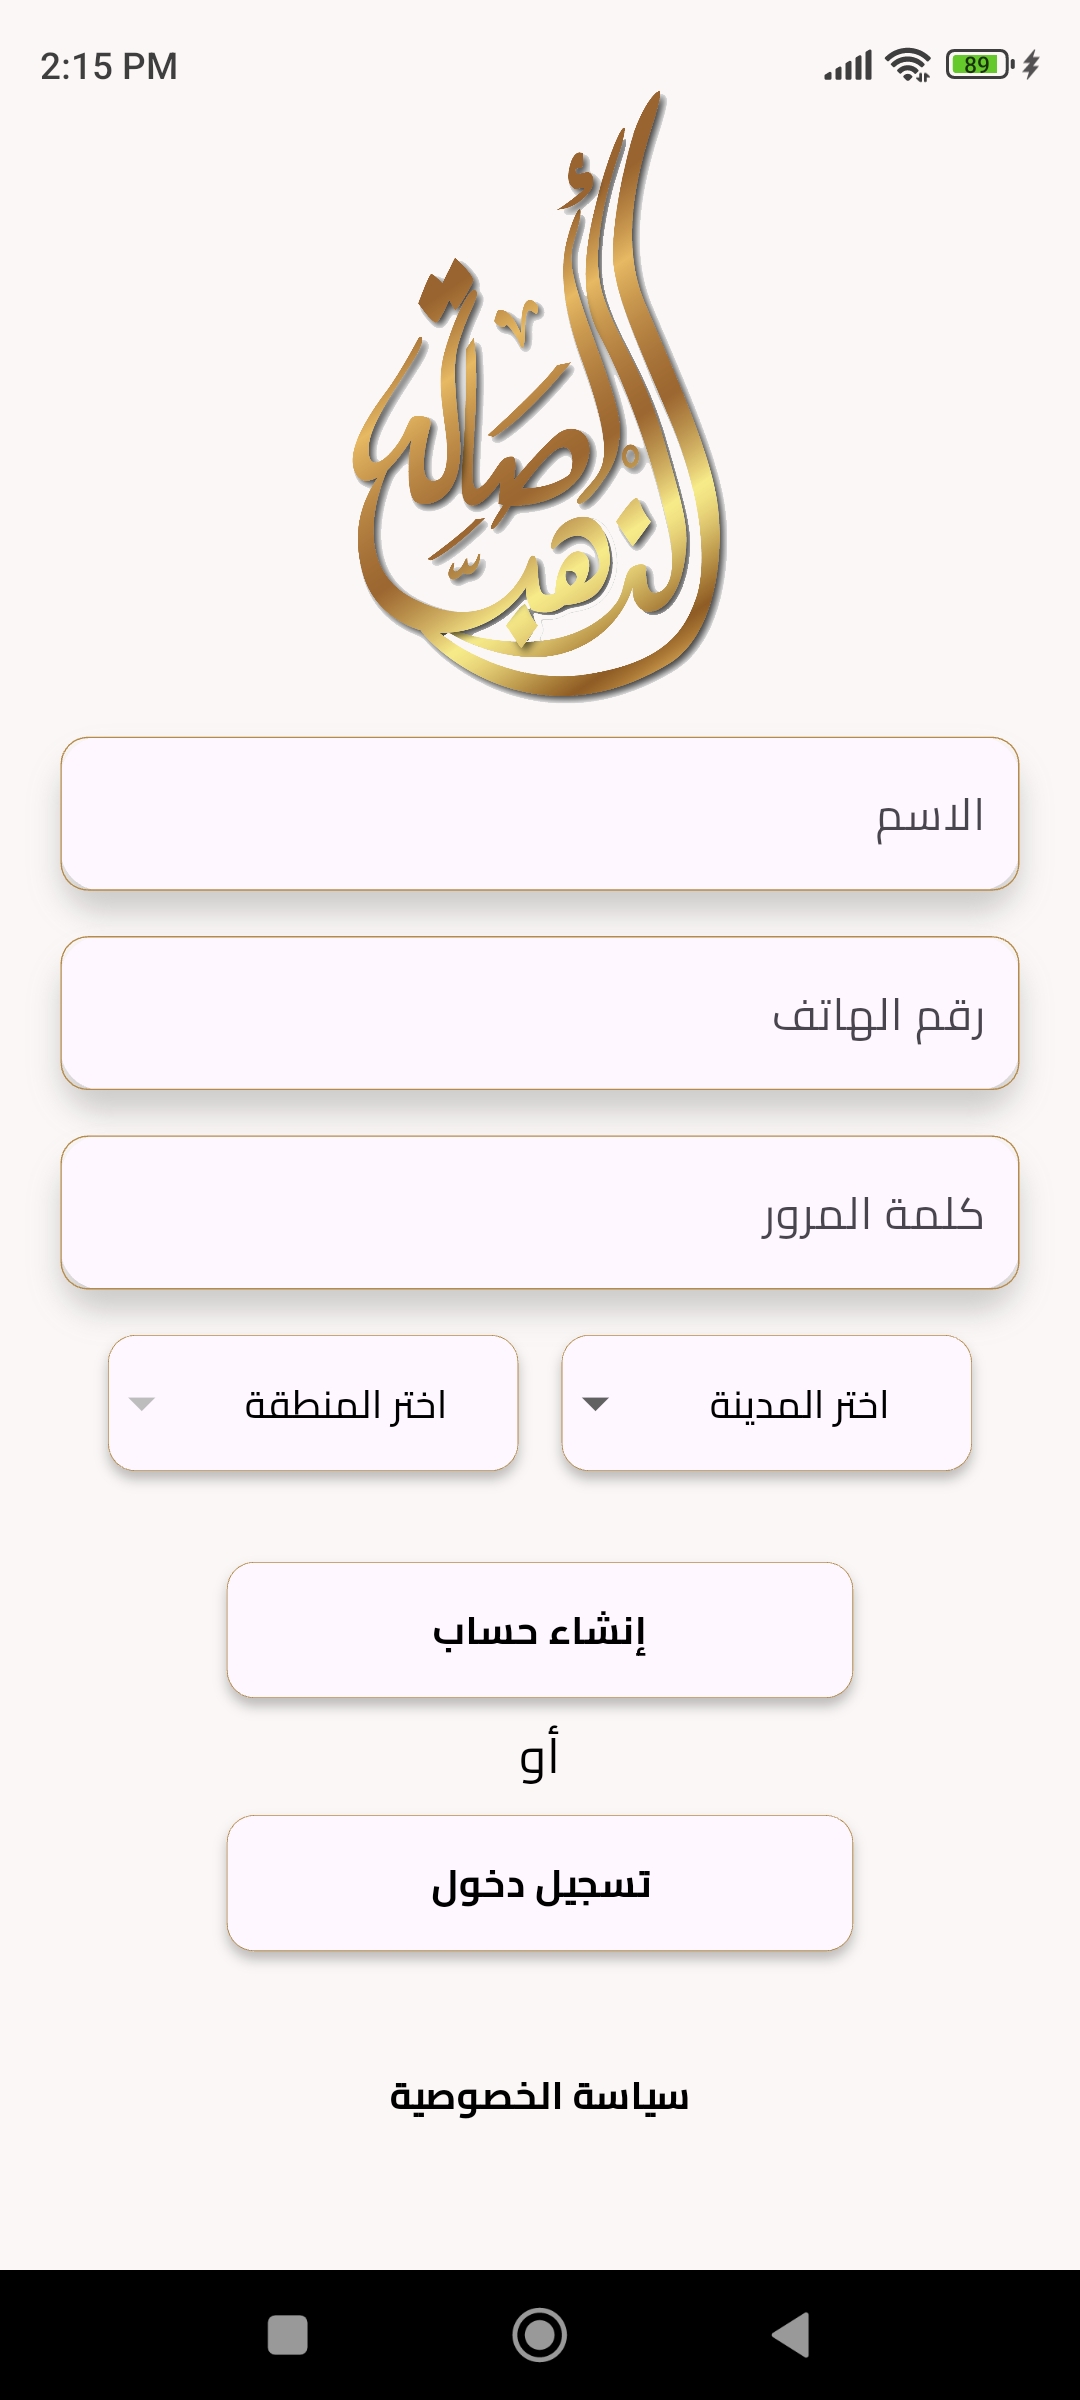 2:15 PM
89
أصالة
الذهب
الاسم
رقم الهاتف
كلمة المرور
اختر المدينة
اختر المنطقة
إنشاء حساب
أو
تسجيل دخول
سياسة الخصوصية